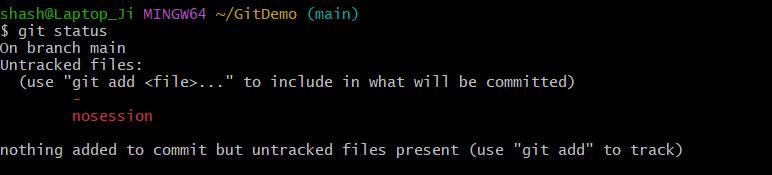 shash@Laptop_Ji MINGW64 ~/GitDemo (main)
$ git status
On branch main
Untracked files:
  (use "git add <file>..." to include in what will be committed)
        -
        nosession

nothing added to commit but untracked files present (use "git add" to track)